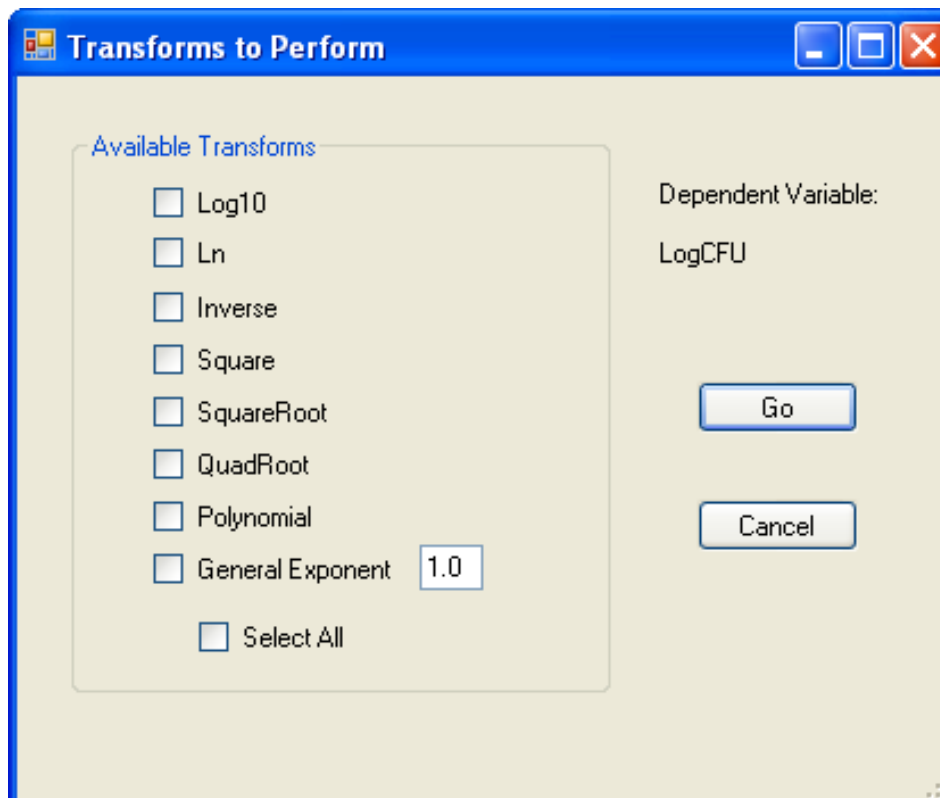 Transforms to Perform
Available Transforms
Log10
Ln
Inverse
Square
SquareRoot
QuadRoot
Polynomial
General Exponent 1.0
Select All
Dependent Variable:
LogCFU
Go
Cancel